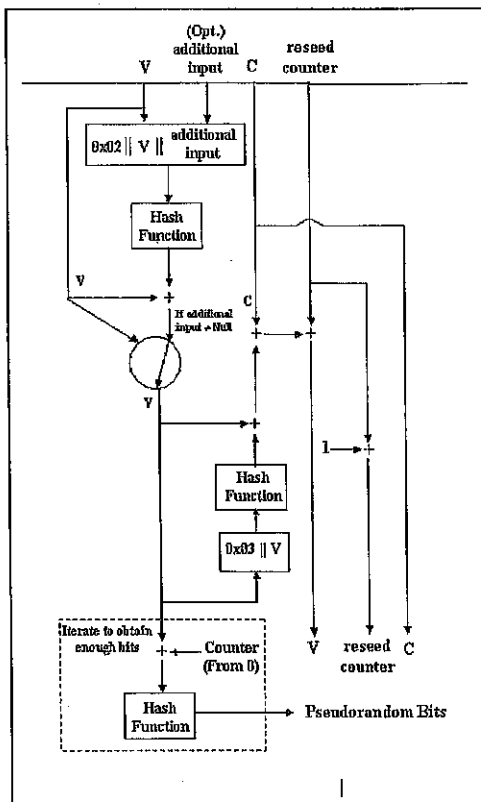 (Opt.)
additional
input
V
C
reseed
counter
0x02 || V ||
additional
input
Hash
Function
V
+
If additional
input ≠ Null
C
+
+
V
+
1
+
Hash
Function
0x03 || V
Iterate to obtain
enough bits
+
Counter
(From 0)
V
reseed
counter
C
Hash
Function
Pseudorandom Bits